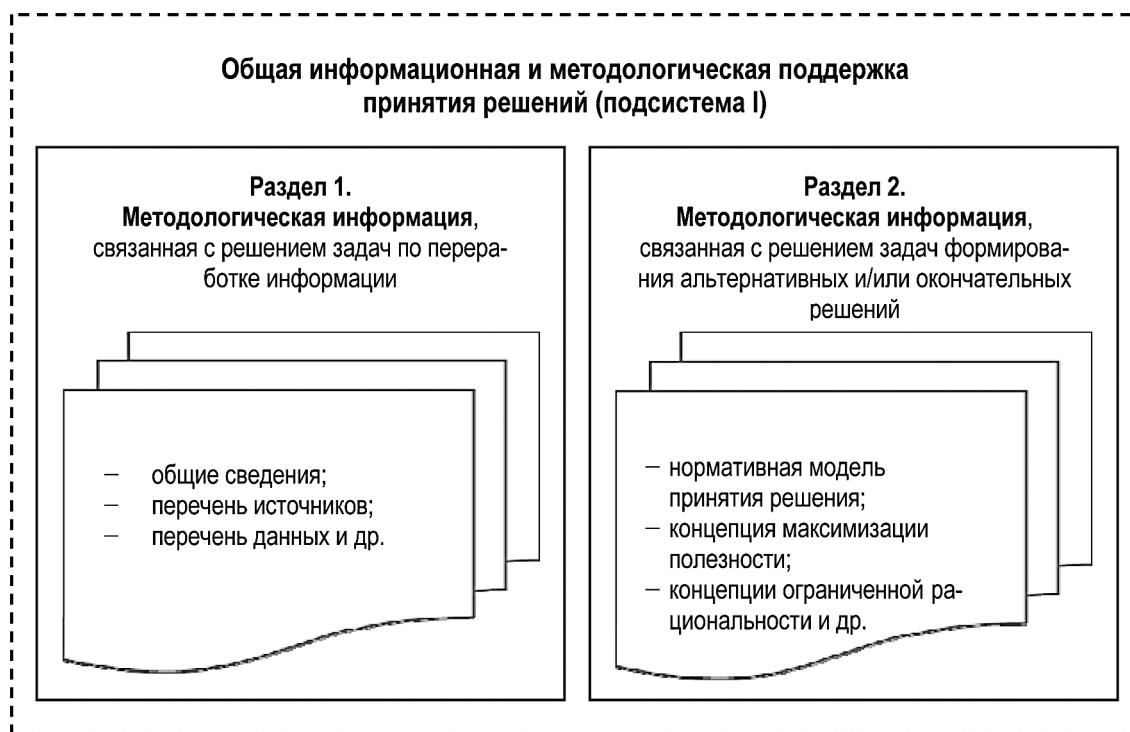 Общая информационная и методологическая поддержка
принятия решений (подсистема I)
Раздел 1.
Методологическая информация,
связанная с решением задач по перера-
ботке информации
– общие сведения;
– перечень источников;
– перечень данных и др.
Раздел 2.
Методологическая информация,
связанная с решением задач формирова-
ния альтернативных и/или окончательных
решений
– нормативная модель
принятия решения;
– концепция максимизации
полезности;
– концепции ограниченной ра-
циональности и др.